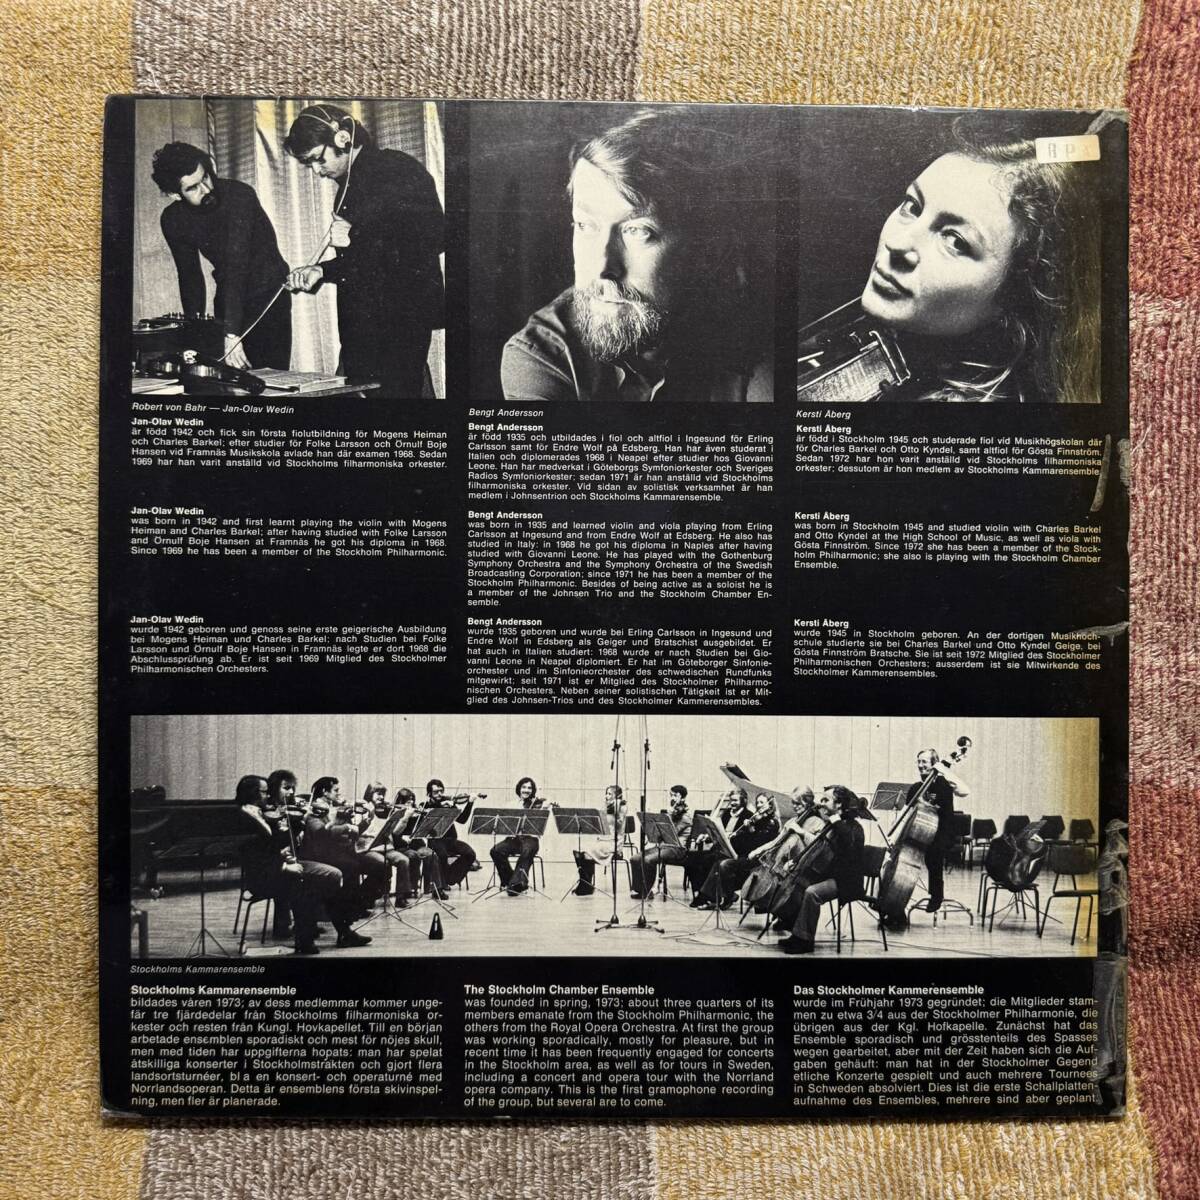 Robert von Bahr — Jan-Olav Wedin
Jan-Olav Wedin
är född 1942 och fick sin första fiolutbildning för Mogens Heiman
och Charles Barkel; efter studier för Folke Larsson och Örnulf Boje
Hansen vid Framnäs Musikskola avlade han där examen 1968. Sedan
1969 har han varit anställd vid Stockholms filharmoniska orkester.
Jan-Olav Wedin
was born in 1942 and first learnt playing the violin with Mogens
Heiman and Charles Barkel; after having studied with Folke Larsson
and Örnulf Boje Hansen at Framnäs he got his diploma in 1968.
Since 1969 he has been a member of the Stockholm Philharmonic.
Jan-Olav Wedin
wurde 1942 geboren und genoss seine erste geigerische Ausbildung
bei Mogens Heiman und Charles Barkel; nach Studien bei Folke
Larsson und Örnulf Boje Hansen in Framnäs legte er dort 1968 die
Abschlussprüfung ab. Er ist seit 1969 Mitglied des Stockholmer
Philharmonischen Orchesters.
Bengt Andersson
Bengt Andersson
är född 1935 och utbildades i fiol och altfiol i Ingesund för Erling
Carlsson samt för Endre Wolf på Edsberg. Han har även studerat i
Italien och diplomerades 1968 i Neapel efter studier hos Giovanni
Leone. Han har medverkat i Göteborgs Symfoniorkester och Sveriges
Radios Symfoniorkester; sedan 1971 är han anställd vid Stockholms
filharmoniska orkester. Vid sidan av solistisk verksamhet är han
medlem i Johnsentrion och Stockholms Kammarensemble.
Bengt Andersson
was born in 1935 and learned violin and viola playing from Erling
Carlsson at Ingesund and from Endre Wolf at Edsberg. He also has
studied in Italy: in 1968 he got his diploma in Naples after having
studied with Giovanni Leone. He has played with the Gothenburg
Symphony Orchestra and the Symphony Orchestra of the Swedish
Broadcasting Corporation; since 1971 he has been a member of the
Stockholm Philharmonic. Besides of being active as a soloist he is
a member of the Johnsen Trio and the Stockholm Chamber En-
semble.
Bengt Andersson
wurde 1935 geboren und wurde bei Erling Carlsson in Ingesund und
Endre Wolf in Edsberg als Geiger und Bratschist ausgebildet. Er
hat auch in Italien studiert: 1968 wurde er nach Studien bei Gio-
vanni Leone in Neapel diplomiert. Er hat im Göteborger Sinfonie-
orchester und im Sinfonieorchester des schwedischen Rundfunks
mitgewirkt; seit 1971 ist er Mitglied des Stockholmer Philharmo-
nischen Orchesters. Neben seiner solistischen Tätigkeit ist er Mit-
glied des Johnsen-Trios und des Stockholmer Kammerensembles.
Kersti Åberg
Kersti Åberg
är född i Stockholm 1945 och studerade fiol vid Musikhögskolan där
för Charles Barkel och Otto Kyndel, samt altfiol för Gösta Finnström.
Sedan 1972 har hon varit anställd vid Stockholms filharmoniska
orkester; dessutom är hon medlem av Stockholms Kammarensemble.
Kersti Åberg
was born in Stockholm 1945 and studied violin with Charles Barkel
and Otto Kyndel at the High School of Music, as well as viola with
Gösta Finnström. Since 1972 she has been a member of the Stock-
holm Philharmonic; she also is playing with the Stockholm Chamber
Ensemble.
Kersti Åberg
wurde 1945 in Stockholm geboren. An der dortigen Musikhoch-
schule studierte sie bei Charles Barkel und Otto Kyndel Geige, bei
Gösta Finnström Bratsche. Sie ist seit 1972 Mitglied des Stockholmer
Philharmonischen Orchesters; ausserdem ist sie Mitwirkende des
Stockholmer Kammerensembles.
Stockholms Kammarensemble
Stockholms Kammarensemble
bildades våren 1973; av dess medlemmar kommer unge-
fär tre fjärdedelar från Stockholms filharmoniska or-
kester och resten från Kungl. Hovkapellet. Till en början
arbetade ensemblen sporadiskt och mest för nöjes skull,
men med tiden har uppgifterna hopats: man har spelat
åtskilliga konserter i Stockholmstrakten och gjort flera
landsortsturnéer, bl a en konsert- och operaturné med
Norrlandsoperan. Detta är ensemblens första skivinspel-
ning, men fler är planerade.
The Stockholm Chamber Ensemble
was founded in spring, 1973; about three quarters of its
members emanate from the Stockholm Philharmonic, the
others from the Royal Opera Orchestra. At first the group
was working sporadically, mostly for pleasure, but in
recent time it has been frequently engaged for concerts
in the Stockholm area, as well as for tours in Sweden,
including a concert and opera tour with the Norrland
opera company. This is the first gramophone recording
of the group, but several are to come.
Das Stockholmer Kammerensemble
wurde im Frühjahr 1973 gegründet; die Mitglieder stam-
men zu etwa 3/4 aus der Stockholmer Philharmonie, die
übrigen aus der Kgl. Hofkapelle. Zunächst hat das
Ensemble sporadisch und grösstenteils des Spasses
wegen gearbeitet, aber mit der Zeit haben sich die Auf-
gaben gehäuft: man hat in der Stockholmer Gegend
etliche Konzerte gespielt und auch mehrere Tournees
in Schweden absolviert. Dies ist die erste Schallplatten-
aufnahme des Ensembles, mehrere sind aber geplant.